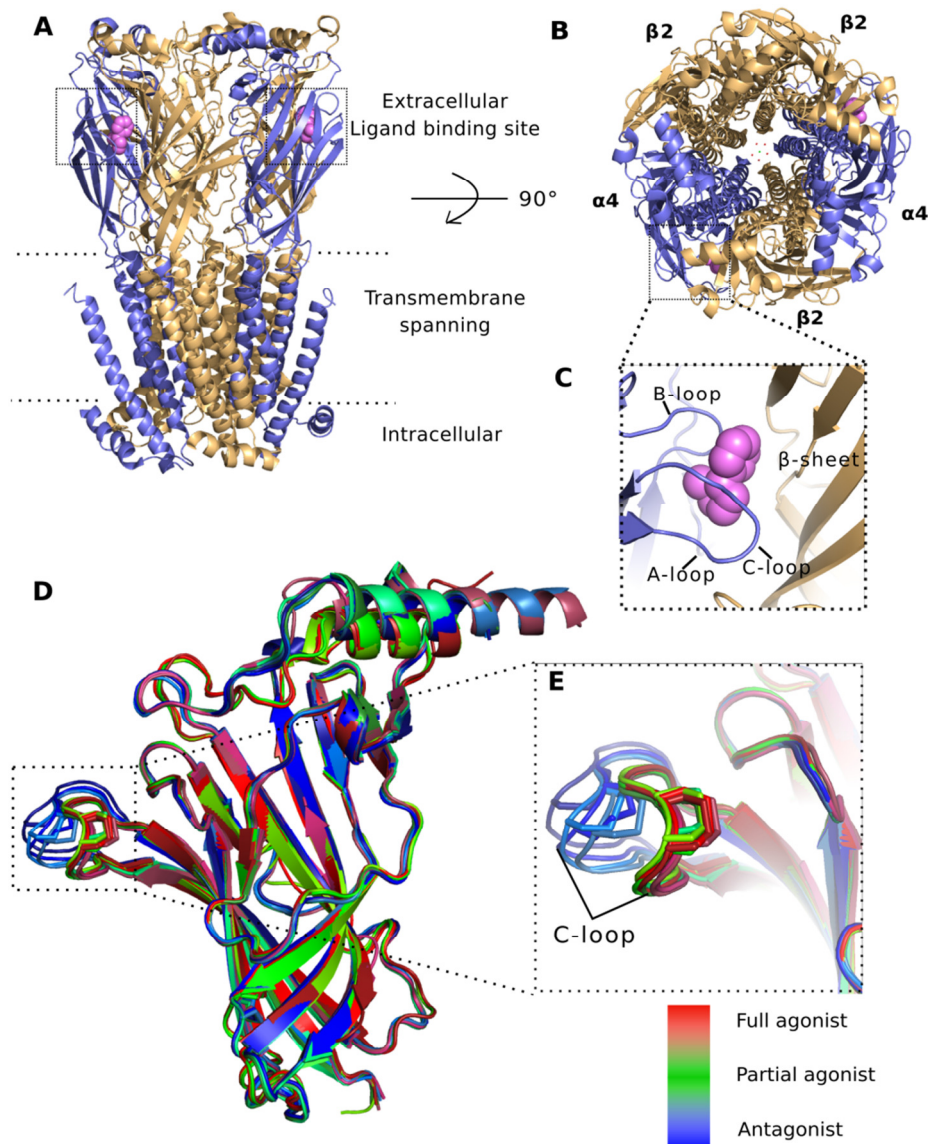 A
Extracellular
Ligand binding site
90°
Transmembrane
spanning
Intracellular
B
β2
β2
α4
α4
β2
C
B-loop
β-sheet
A-loop
C-loop
D
E
C-loop
Full agonist
Partial agonist
Antagonist